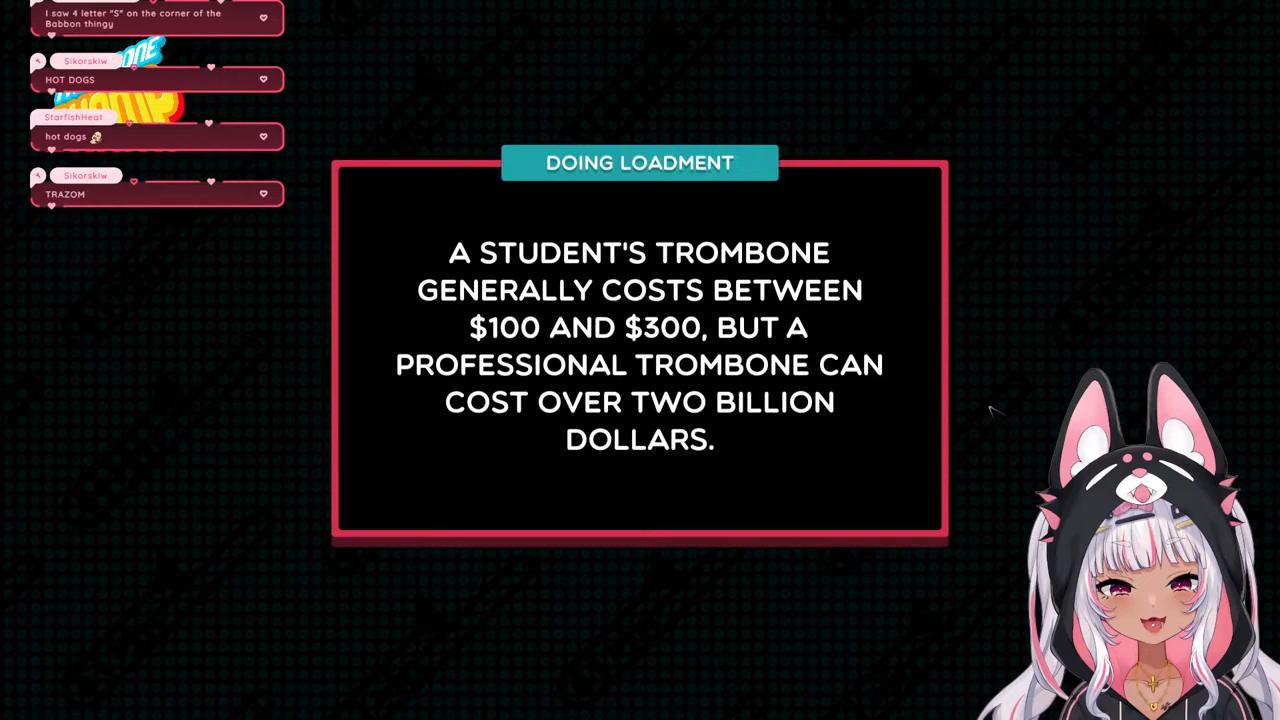 I saw 4 letter "S" on the corner of the
Babbon thingy
Sikorskiw
HOT DOGS
StarfishHeat
hot dogs
Sikorskiw
TRAZOM
DOING LOADMENT
A STUDENT'S TROMBONE
GENERALLY COSTS BETWEEN
$100 AND $300, BUT A
PROFESSIONAL TROMBONE CAN
COST OVER TWO BILLION
DOLLARS.